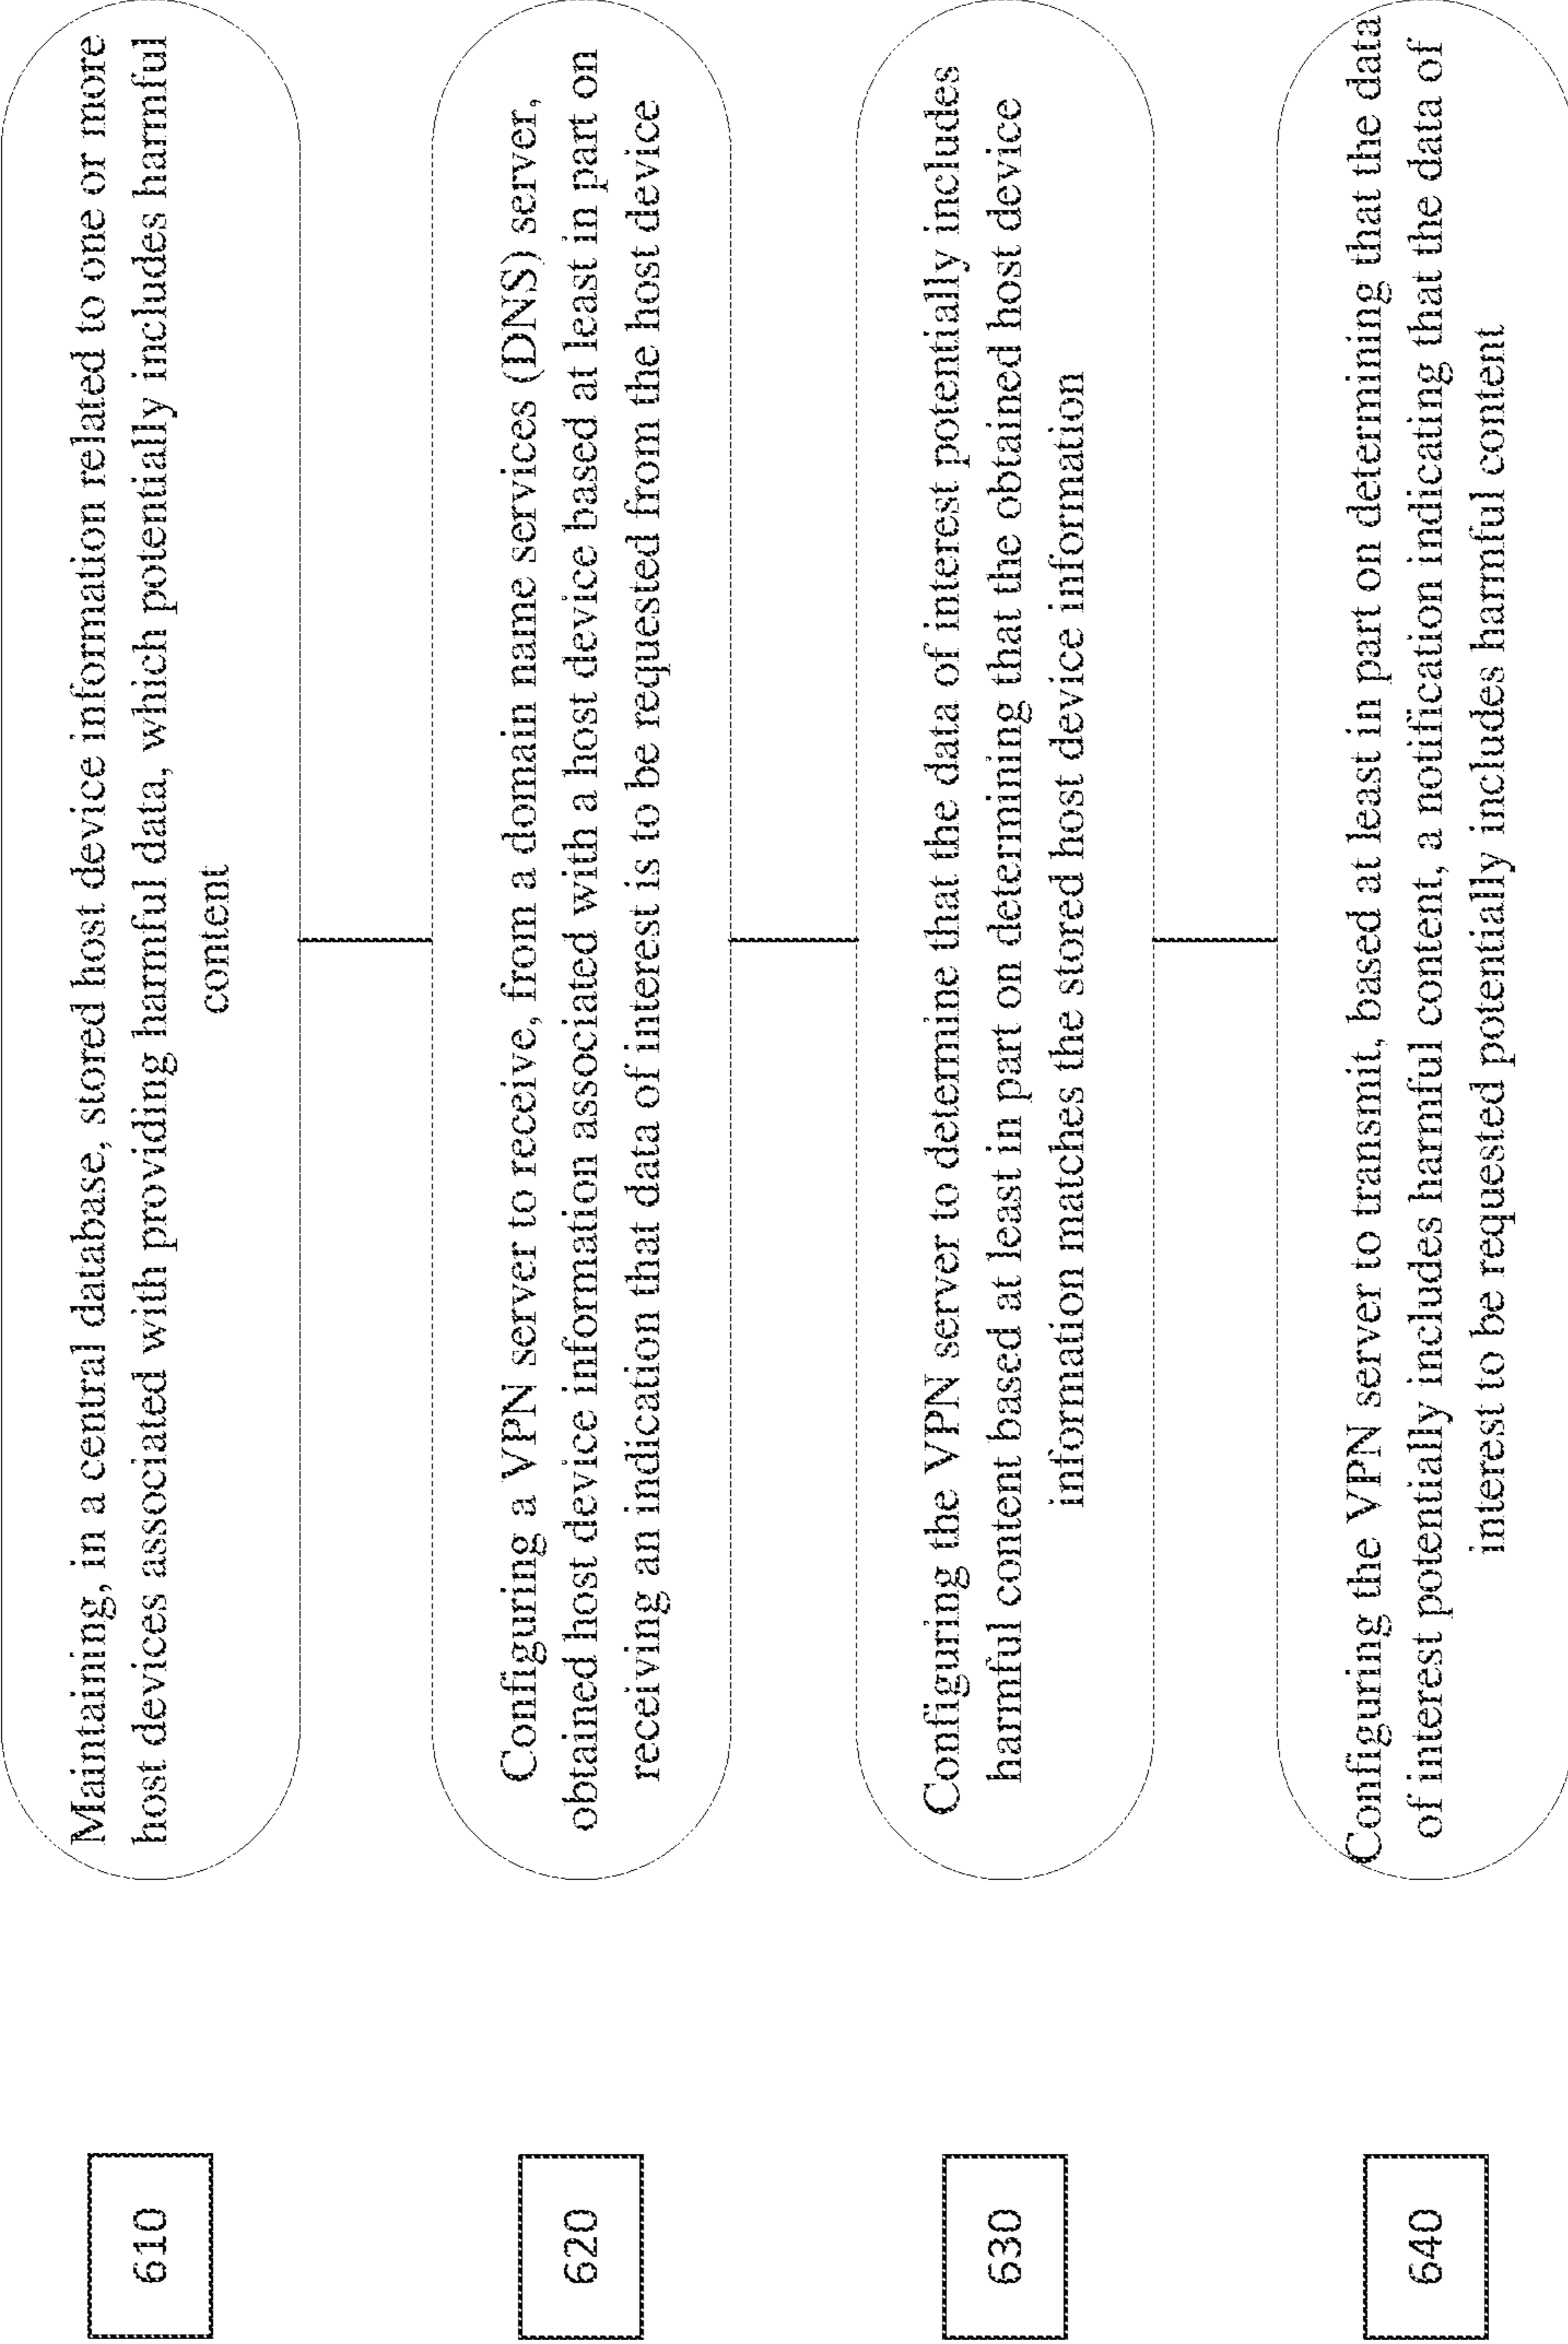 610
Maintaining, in a central database, stored host device information related to one or more
host devices associated with providing harmful data, which potentially includes harmful
content
620
Configuring a VPN server to receive, from a domain name services (DNS) server,
obtained host device information associated with a host device based at least in part on
receiving an indication that data of interest is to be requested from the host device
630
Configuring the VPN server to determine that the data of interest potentially includes
harmful content based at least in part on determining that the obtained host device
information matches the stored host device information
640
Configuring the VPN server to transmit, based at least in part on determining that the data
of interest potentially includes harmful content, a notification indicating that the data of
interest to be requested potentially includes harmful content